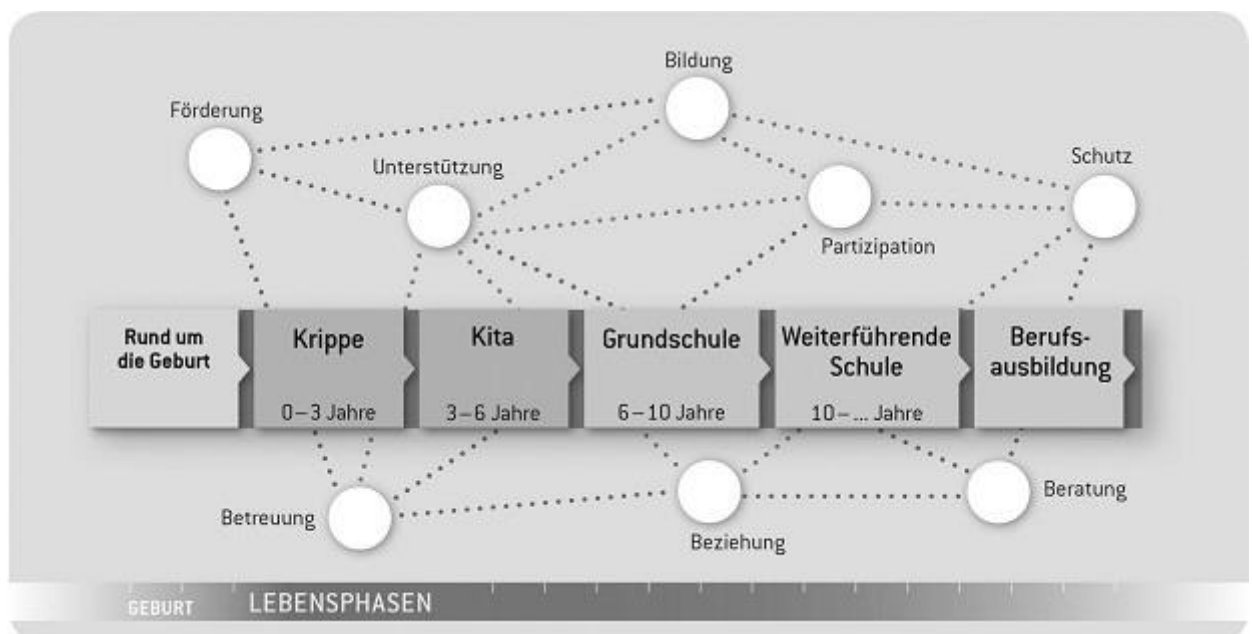 Bildung
Förderung
Unterstützung
Schutz
Partizipation
Rund um
die Geburt
Krippe
0–3 Jahre
Kita
3–6 Jahre
Grundschule
6–10 Jahre
Weiterführende
Schule
10–... Jahre
Berufs-
ausbildung
Betreuung
Beziehung
Beratung
GEBURT
LEBENSPHASEN